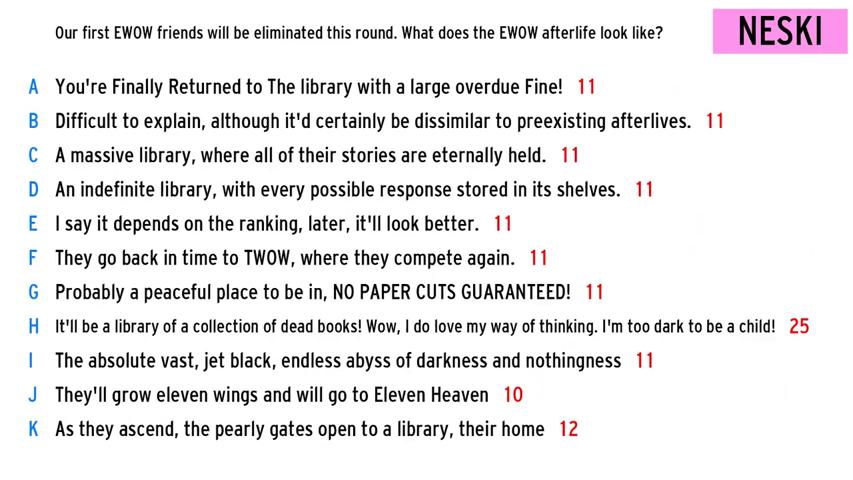 Our first EWOW friends will be eliminated this round. What does the EWOW afterlife look like?
NESKI
A You're Finally Returned to The library with a large overdue Fine! 11
B Difficult to explain, although it'd certainly be dissimilar to preexisting afterlives. 11
C A massive library, where all of their stories are eternally held. 11
D An indefinite library, with every possible response stored in its shelves. 11
E I say it depends on the ranking, later, it'll look better. 11
F They go back in time to TWOW, where they compete again. 11
G Probably a peaceful place to be in, NO PAPER CUTS GUARANTEED! 11
H It'll be a library of a collection of dead books! Wow, I do love my way of thinking. I'm too dark to be a child! 25
I The absolute vast, jet black, endless abyss of darkness and nothingness 11
J They'll grow eleven wings and will go to Eleven Heaven 10
K As they ascend, the pearly gates open to a library, their home 12